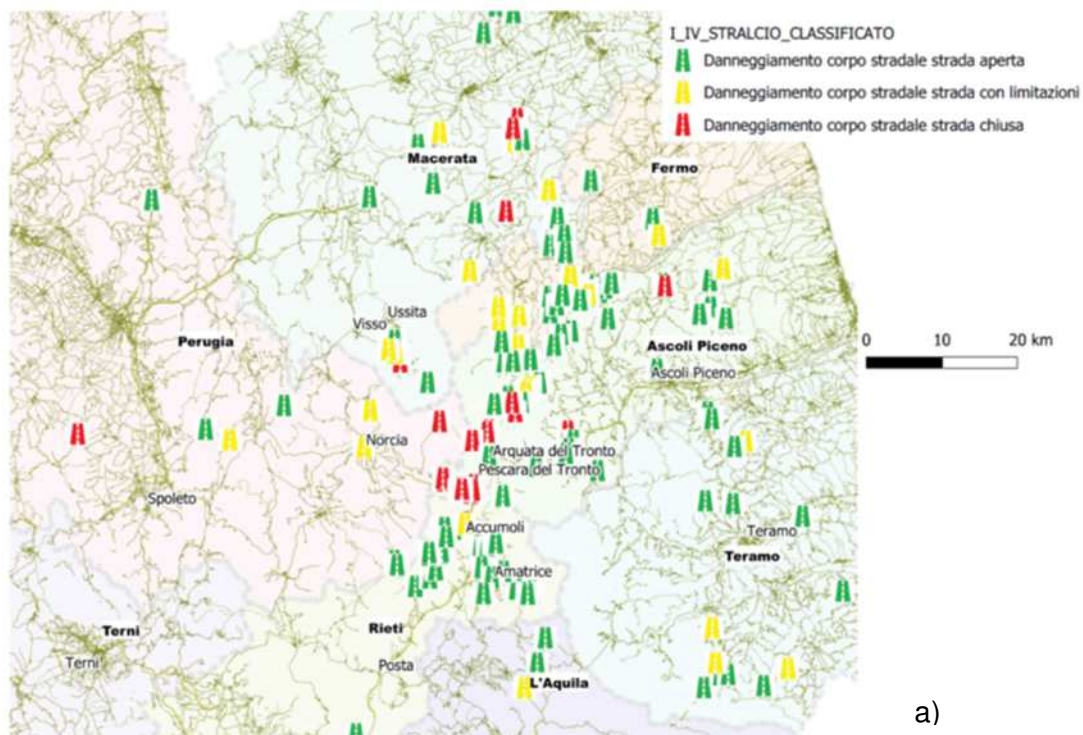 I_IV_STRALCIO_CLASSIFICATO
Danneggiamento corpo stradale strada aperta
Danneggiamento corpo stradale strada con limitazioni
Danneggiamento corpo stradale strada chiusa
Macerata
Fermo
Ussita
Visso
Perugia
Ascoli Piceno
Ascoli Piceno
0 10 20 km
Norcia
Arquata del Tronto
Pescara del Tronto
Spoleto
Accumoli
Teramo
Teramo
Amatrice
Terni
Rieti
Terni
Posta
L'Aquila
a)